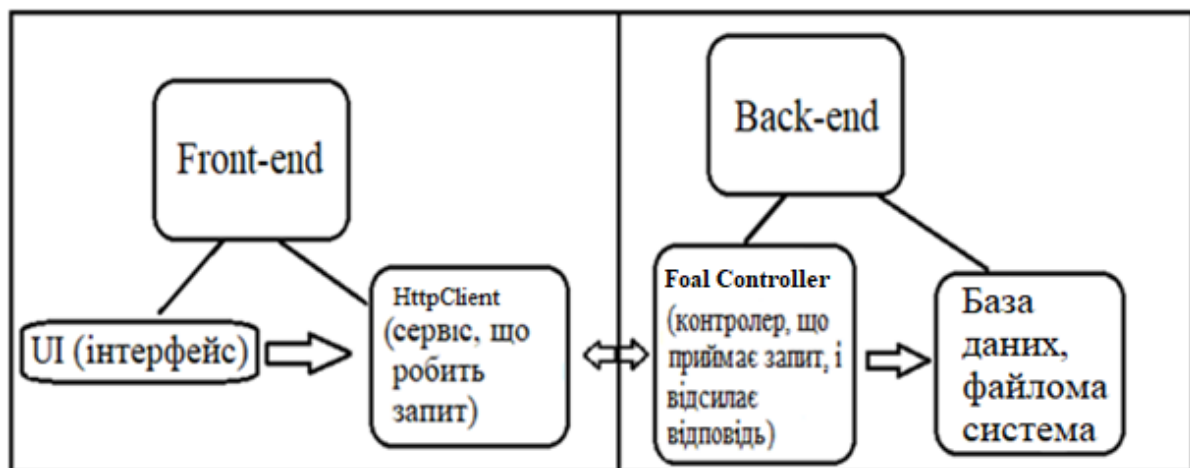 Front-end
UI (інтерфейс)
HttpClient
(сервіс, що
робить
запит)
Back-end
Foal Controller
(контролер, що
приймає запит, і
відсилає
відповідь)
База
даних,
файлома
система